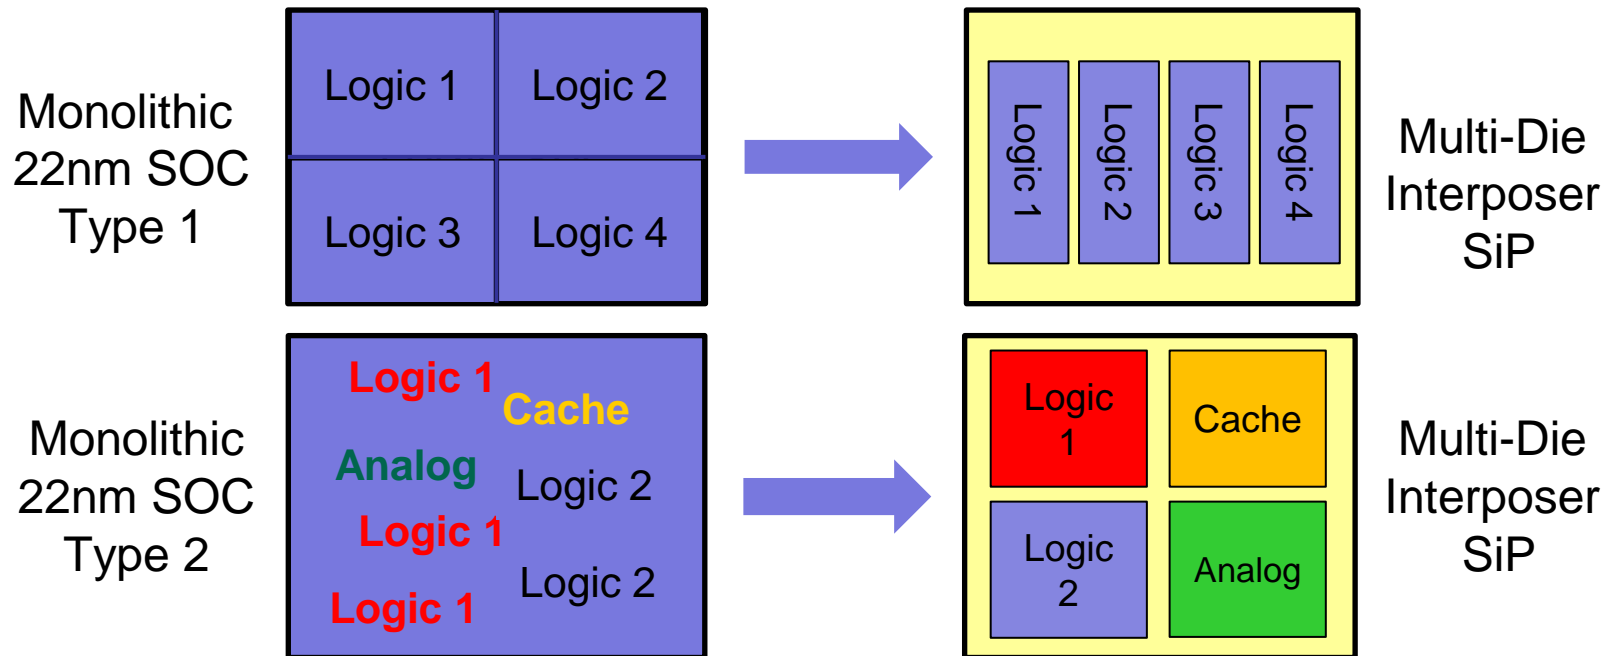 Monolithic
22nm SOC
Type 1
Logic 1
Logic 2
Logic 3
Logic 4
Logic 1
Logic 2
Logic 3
Logic 4
Multi-Die
Interposer
SiP
Monolithic
22nm SOC
Type 2
Logic 1
Cache
Analog
Logic 2
Logic 1
Logic 2
Logic 1
Logic
1
Cache
Logic
2
Analog
Multi-Die
Interposer
SiP